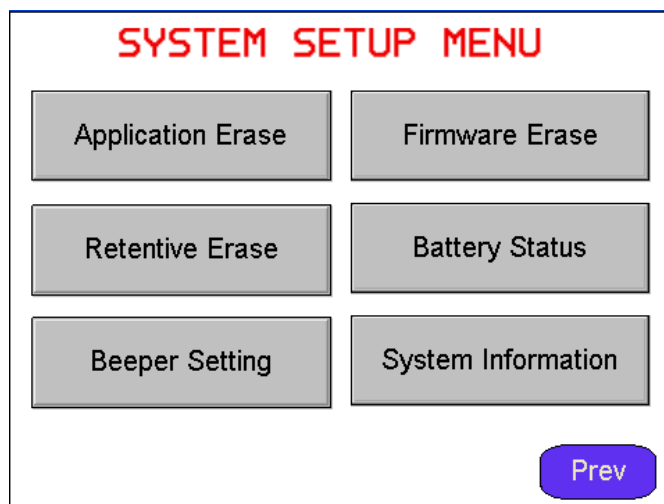 SYSTEM SETUP MENU
Application Erase
Firmware Erase
Retentive Erase
Battery Status
Beeper Setting
System Information
Prev